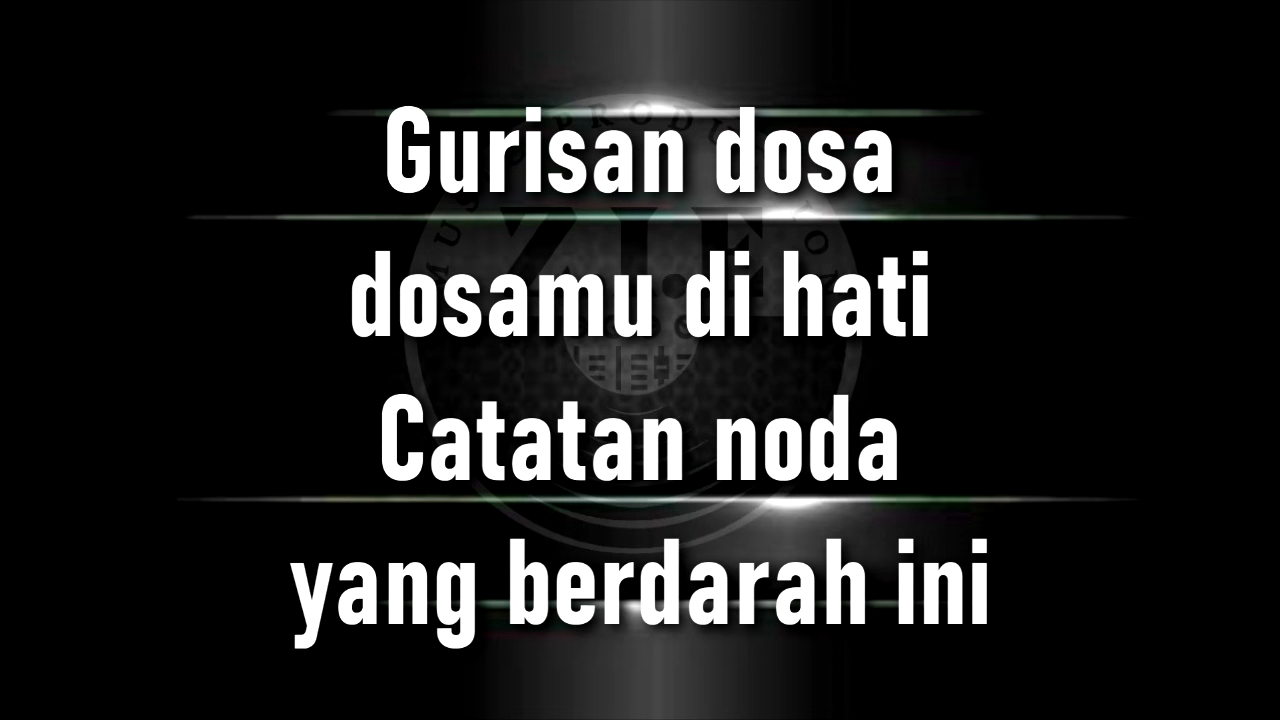 Gurisan dosa
dosamu di hati
Catatan noda
yang berdarah ini